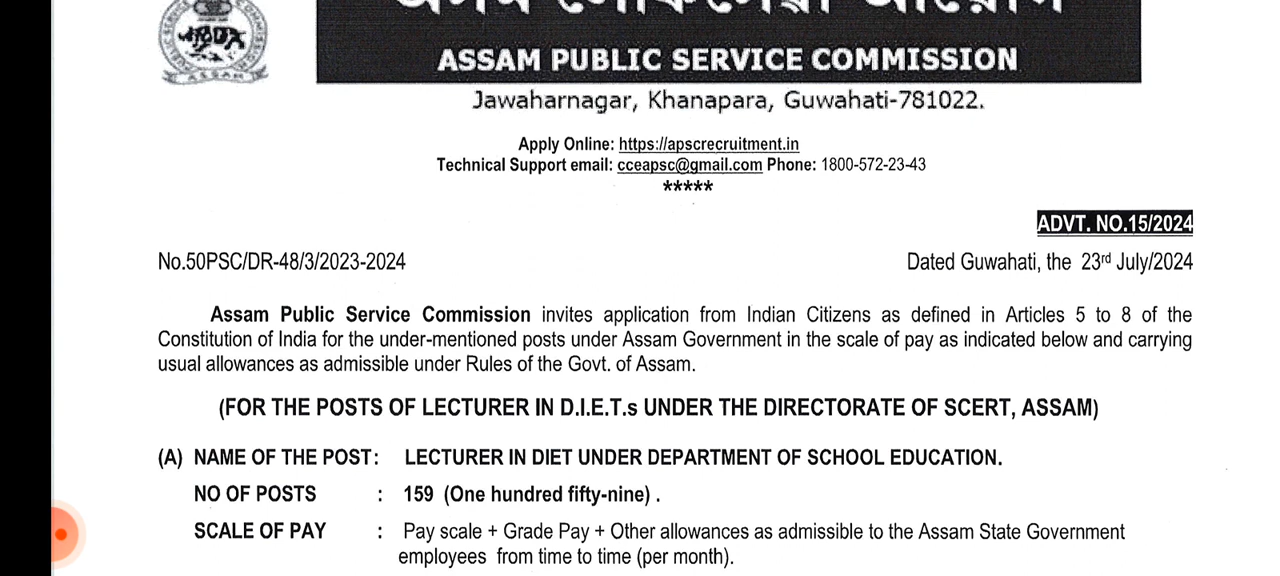 অসম লোকসেৱা আয়োগ
ASSAM PUBLIC SERVICE COMMISSION
Jawaharnagar, Khanapara, Guwahati-781022.
Apply Online: https://apscrecruitment.in
Technical Support email: cceapsc@gmail.com Phone: 1800-572-23-43
*****
ADVT. NO.15/2024
No.50PSC/DR-48/3/2023-2024 Dated Guwahati, the 23rd July/2024
Assam Public Service Commission invites application from Indian Citizens as defined in Articles 5 to 8 of the
Constitution of India for the under-mentioned posts under Assam Government in the scale of pay as indicated below and carrying
usual allowances as admissible under Rules of the Govt. of Assam.
(FOR THE POSTS OF LECTURER IN D.I.E.T.s UNDER THE DIRECTORATE OF SCERT, ASSAM)
(A) NAME OF THE POST: LECTURER IN DIET UNDER DEPARTMENT OF SCHOOL EDUCATION.
NO OF POSTS : 159 (One hundred fifty-nine) .
SCALE OF PAY : Pay scale + Grade Pay + Other allowances as admissible to the Assam State Government
employees from time to time (per month).